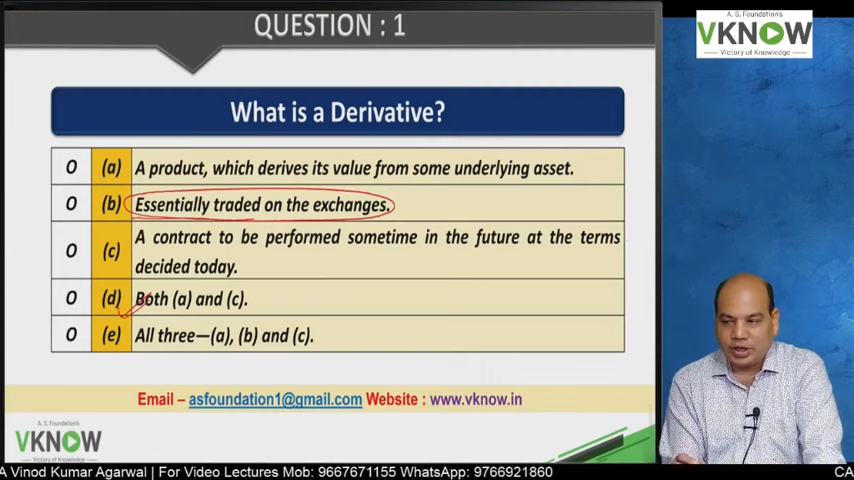 QUESTION : 1
A. S. Foundation's
VKNOW
Victory of Knowledge
What is a Derivative?
O (a) A product, which derives its value from some underlying asset.
O (b) Essentially traded on the exchanges.
O (c) A contract to be performed sometime in the future at the terms
decided today.
O (d) Both (a) and (c).
O (e) All three—(a), (b) and (c).
Email – asfoundation1@gmail.com Website : www.vknow.in
A. S. Foundation's
VKNOW
Victory of Knowledge
A Vinod Kumar Agarwal | For Video Lectures Mob: 9667671155 WhatsApp: 9766921860
CA